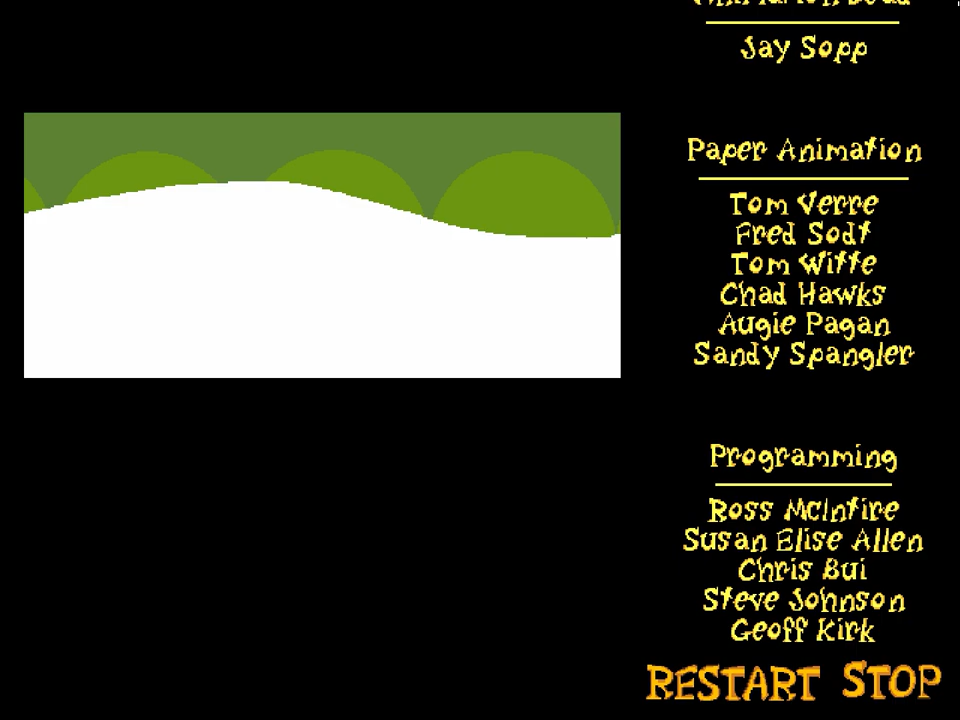 Jay Sopp
Paper Animation
Tom Verre
Fred Sodt
Tom Witte
Chad Hawks
Augie Pagan
Sandy Spangler
Programming
Ross McIntire
Susan Elise Allen
Chris Bui
Steve Johnson
Geoff Kirk
RESTART STOP